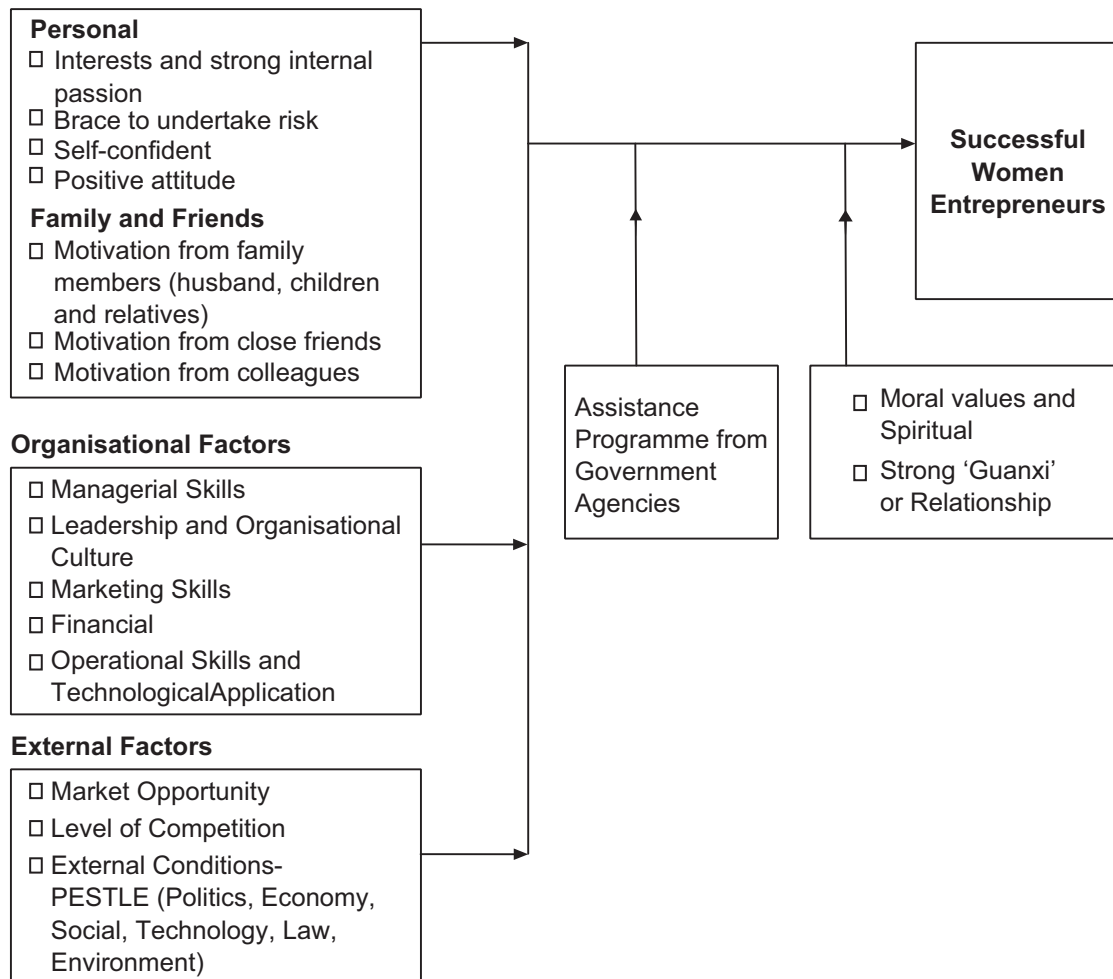 Personal
□ Interests and strong internal
passion
□ Brace to undertake risk
□ Self-confident
□ Positive attitude
Family and Friends
□ Motivation from family
members (husband, children
and relatives)
□ Motivation from close friends
□ Motivation from colleagues
Organisational Factors
□ Managerial Skills
□ Leadership and Organisational
Culture
□ Marketing Skills
□ Financial
□ Operational Skills and
TechnologicalApplication
External Factors
□ Market Opportunity
□ Level of Competition
□ External Conditions-
PESTLE (Politics, Economy,
Social, Technology, Law,
Environment)
Assistance
Programme from
Government
Agencies
□ Moral values and
Spiritual
□ Strong ‘Guanxi’
or Relationship
Successful
Women
Entrepreneurs